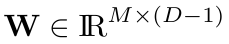 𝐖 ∈ ℝ^{M×(D−1)}